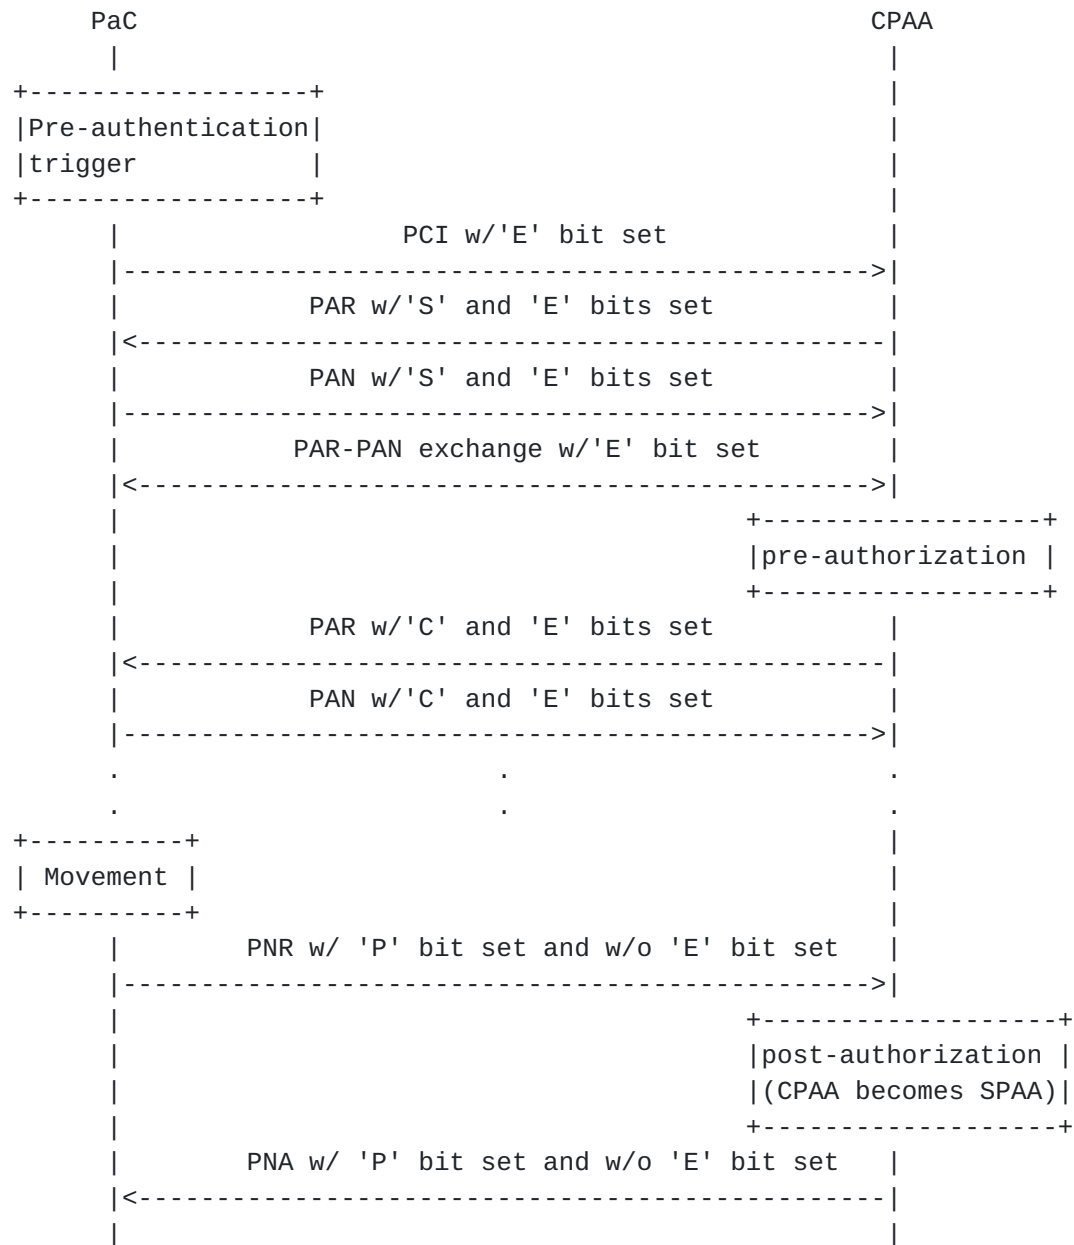 PaC CPAA
Pre-authentication
trigger
PCI w/'E' bit set
PAR w/'S' and 'E' bits set
PAN w/'S' and 'E' bits set
PAR-PAN exchange w/'E' bit set
pre-authorization
PAR w/'C' and 'E' bits set
PAN w/'C' and 'E' bits set
Movement
PNR w/ 'P' bit set and w/o 'E' bit set
post-authorization
(CPAA becomes SPAA)
PNA w/ 'P' bit set and w/o 'E' bit set